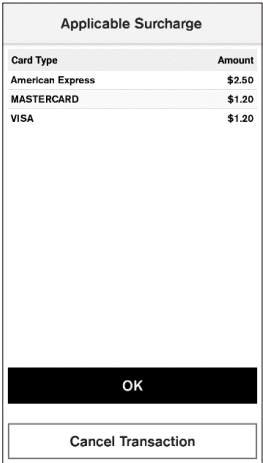 Applicable Surcharge
Card Type Amount
American Express $2.50
MASTERCARD $1.20
VISA $1.20
OK
Cancel Transaction